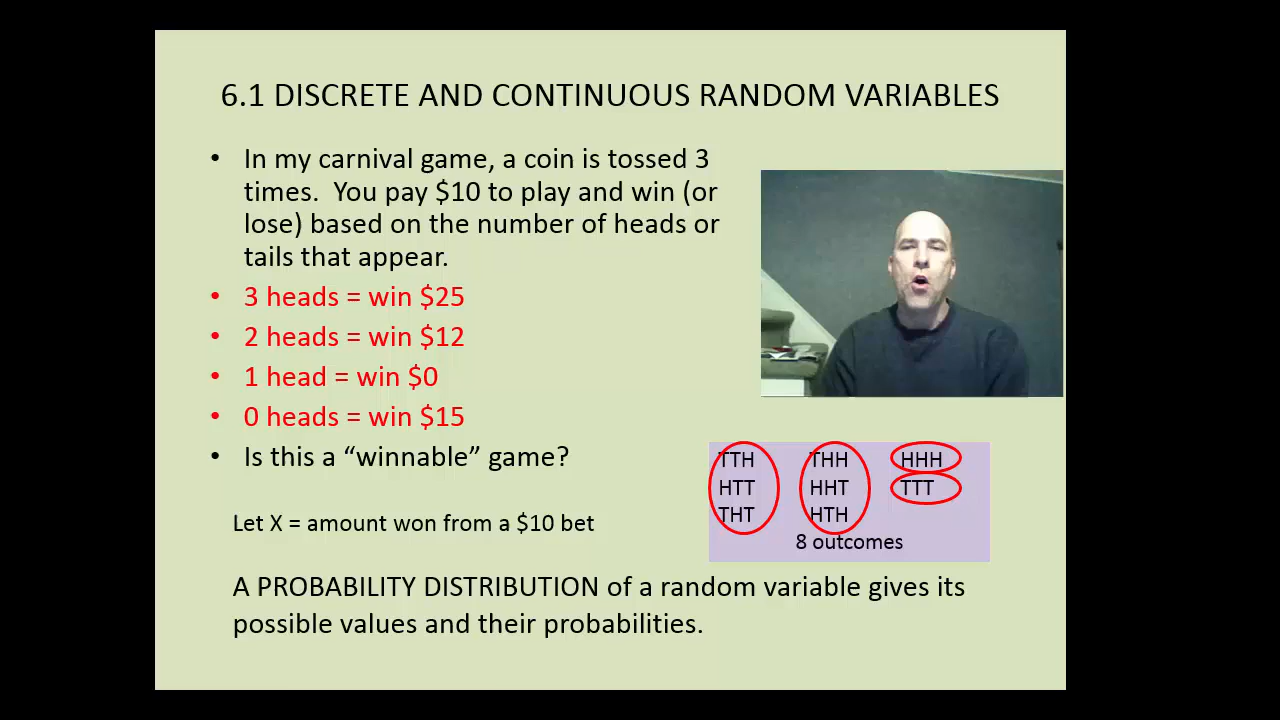 6.1 DISCRETE AND CONTINUOUS RANDOM VARIABLES
• In my carnival game, a coin is tossed 3
times. You pay $10 to play and win (or
lose) based on the number of heads or
tails that appear.
• 3 heads = win $25
• 2 heads = win $12
• 1 head = win $0
• 0 heads = win $15
• Is this a “winnable” game?
TTH THH HHH
HTT HHT TTT
THT HTH
8 outcomes
Let X = amount won from a $10 bet
A PROBABILITY DISTRIBUTION of a random variable gives its
possible values and their probabilities.